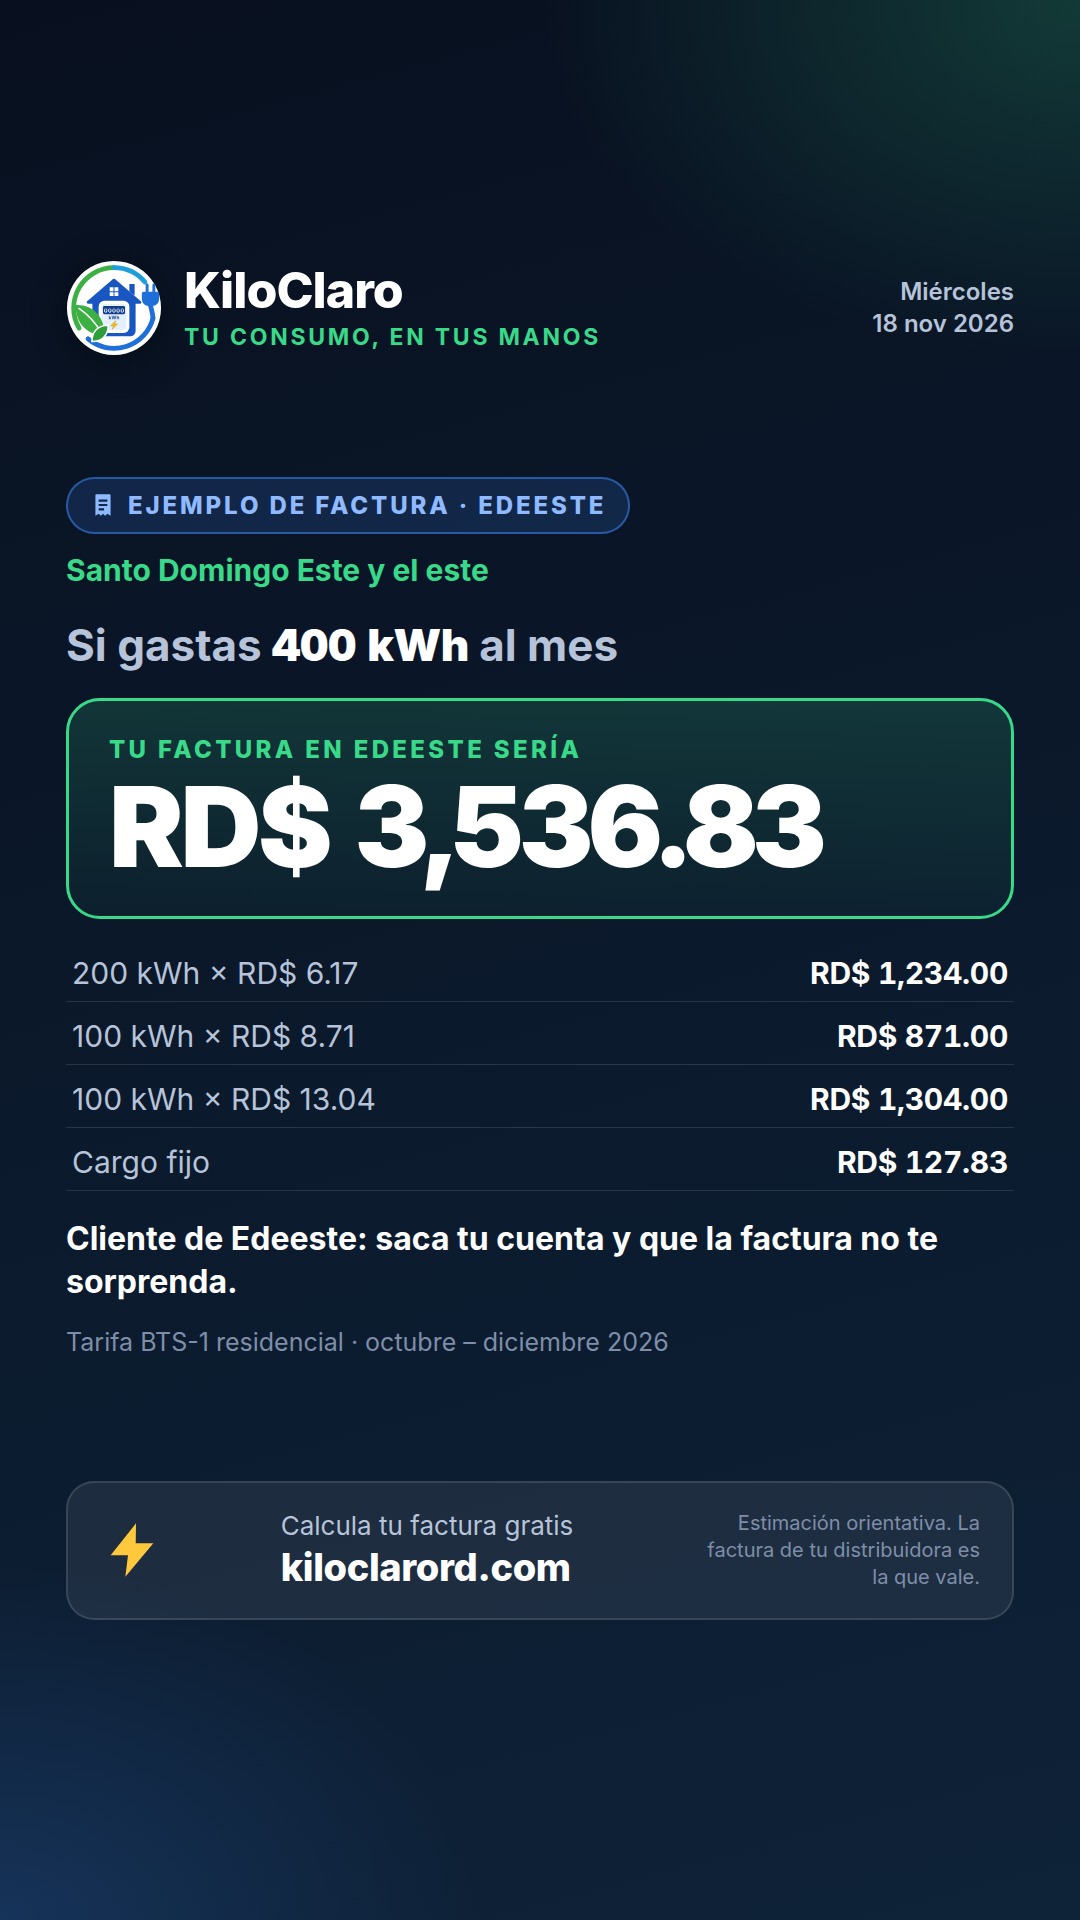 KiloClaro
TU CONSUMO, EN TUS MANOS
Miércoles
18 nov 2026
EJEMPLO DE FACTURA · EDEESTE
Santo Domingo Este y el este
Si gastas 400 kWh al mes
TU FACTURA EN EDEESTE SERÍA
RD$ 3,536.83
200 kWh × RD$ 6.17 RD$ 1,234.00
100 kWh × RD$ 8.71 RD$ 871.00
100 kWh × RD$ 13.04 RD$ 1,304.00
Cargo fijo RD$ 127.83
Cliente de Edeeste: saca tu cuenta y que la factura no te
sorprenda.
Tarifa BTS-1 residencial · octubre – diciembre 2026
Calcula tu factura gratis
kiloclarord.com
Estimación orientativa. La
factura de tu distribuidora es
la que vale.